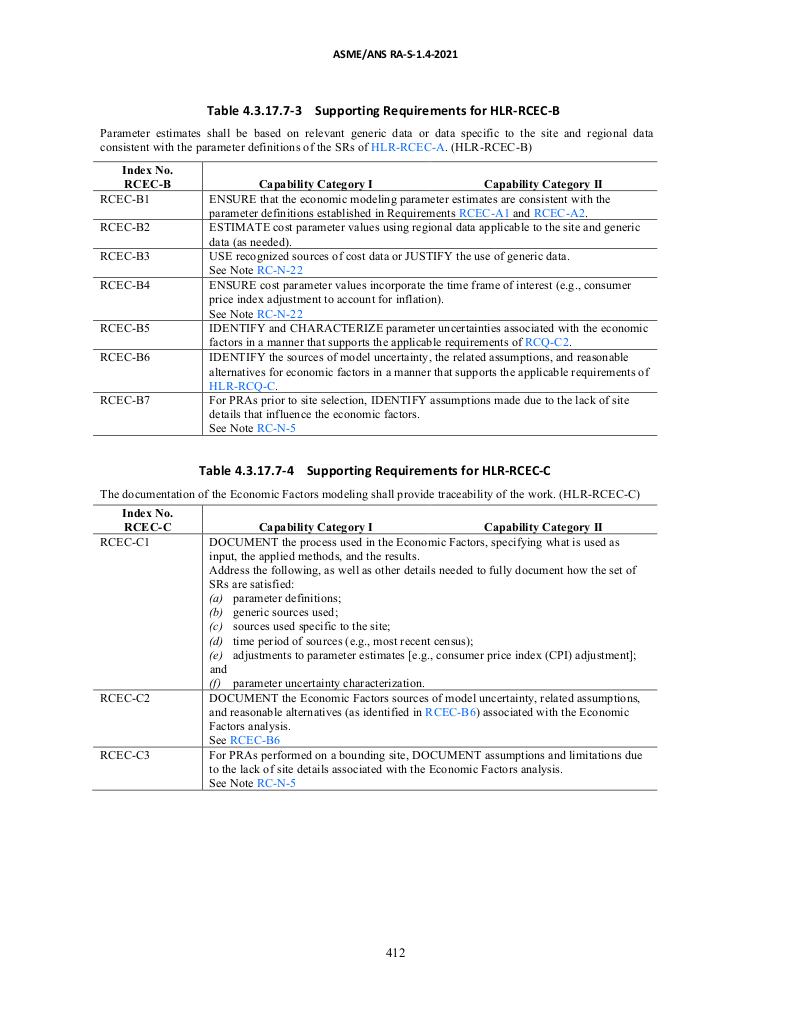 ASME/ANS RA-S-1.4-2021
Table 4.3.17.7-3 Supporting Requirements for HLR-RCEC-B
Parameter estimates shall be based on relevant generic data or data specific to the site and regional data
consistent with the parameter definitions of the SRs of HLR-RCEC-A. (HLR-RCEC-B)
Index No.
RCEC-B Capability Category I Capability Category II
RCEC-B1 ENSURE that the economic modeling parameter estimates are consistent with the
parameter definitions established in Requirements RCEC-A1 and RCEC-A2.
RCEC-B2 ESTIMATE cost parameter values using regional data applicable to the site and generic
data (as needed).
RCEC-B3 USE recognized sources of cost data or JUSTIFY the use of generic data.
See Note RC-N-22
RCEC-B4 ENSURE cost parameter values incorporate the time frame of interest (e.g., consumer
price index adjustment to account for inflation).
See Note RC-N-22
RCEC-B5 IDENTIFY and CHARACTERIZE parameter uncertainties associated with the economic
factors in a manner that supports the applicable requirements of RCQ-C2.
RCEC-B6 IDENTIFY the sources of model uncertainty, the related assumptions, and reasonable
alternatives for economic factors in a manner that supports the applicable requirements of
HLR-RCQ-C.
RCEC-B7 For PRAs prior to site selection, IDENTIFY assumptions made due to the lack of site
details that influence the economic factors.
See Note RC-N-5
Table 4.3.17.7-4 Supporting Requirements for HLR-RCEC-C
The documentation of the Economic Factors modeling shall provide traceability of the work. (HLR-RCEC-C)
Index No.
RCEC-C Capability Category I Capability Category II
RCEC-C1 DOCUMENT the process used in the Economic Factors, specifying what is used as
input, the applied methods, and the results.
Address the following, as well as other details needed to fully document how the set of
SRs are satisfied:
(a) parameter definitions;
(b) generic sources used;
(c) sources used specific to the site;
(d) time period of sources (e.g., most recent census);
(e) adjustments to parameter estimates [e.g., consumer price index (CPI) adjustment];
and
(f) parameter uncertainty characterization.
RCEC-C2 DOCUMENT the Economic Factors sources of model uncertainty, related assumptions,
and reasonable alternatives (as identified in RCEC-B6) associated with the Economic
Factors analysis.
See RCEC-B6
RCEC-C3 For PRAs performed on a bounding site, DOCUMENT assumptions and limitations due
to the lack of site details associated with the Economic Factors analysis.
See Note RC-N-5
412